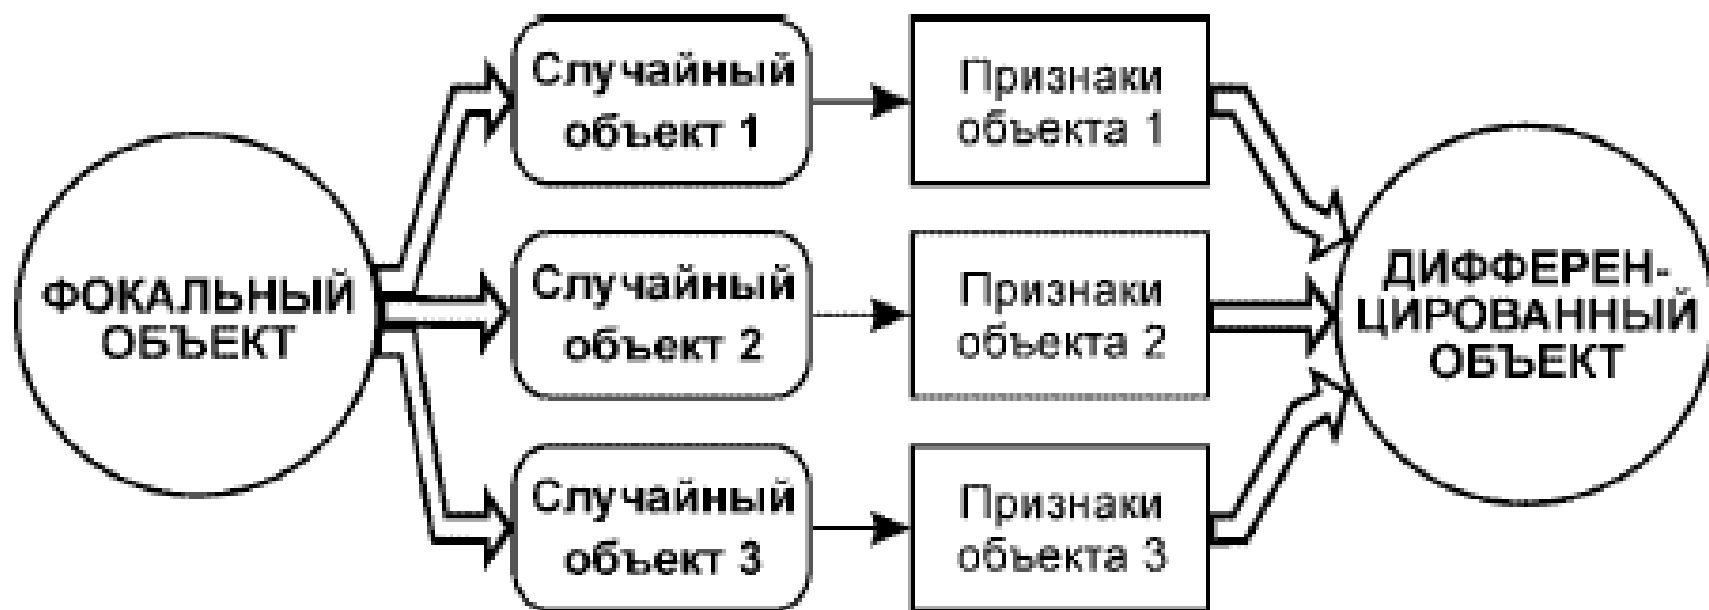 ФОКАЛЬНЫЙ
ОБЪЕКТ
Случайный
объект 1
Признаки
объекта 1
Случайный
объект 2
Признаки
объекта 2
Случайный
объект 3
Признаки
объекта 3
ДИФФЕРЕН-
ЦИРОВАННЫЙ
ОБЪЕКТ